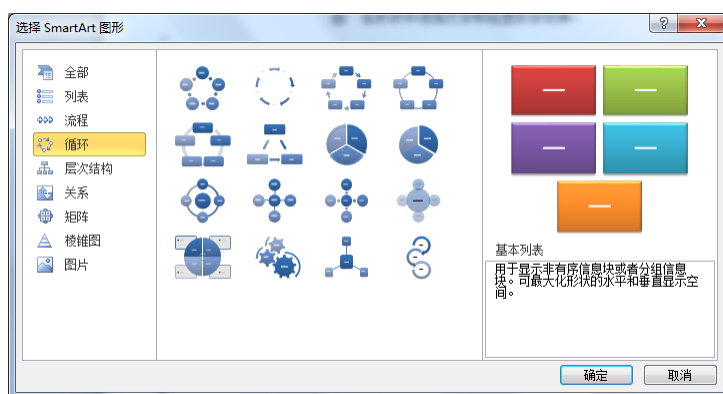 选择 SmartArt 图形
全部
列表
流程
循环
层次结构
关系
矩阵
棱锥图
图片
基本列表
用于显示非有序信息块或者分组信息
块。可最大化形状的水平和垂直显示空
间。
确定
取消